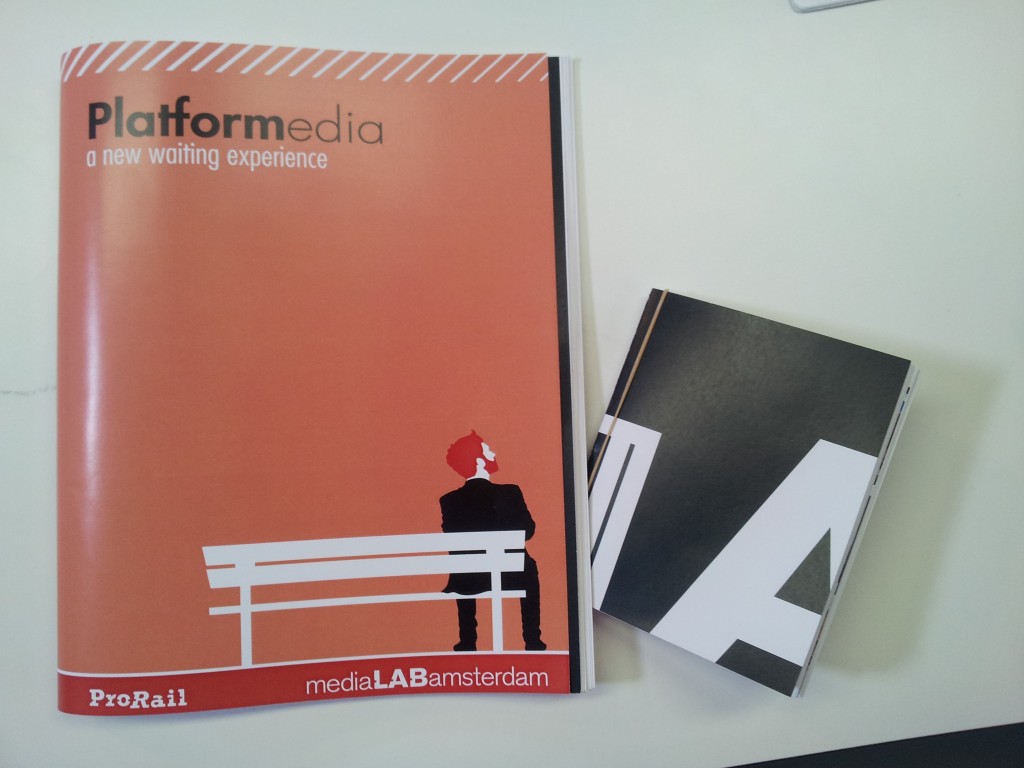 Platformedia
a new waiting experience
ProRail
mediaLABamsterdam
A